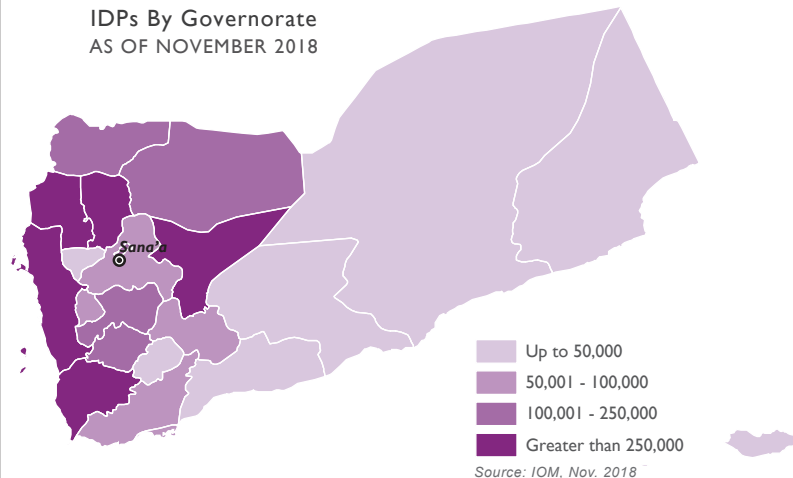 IDPs By Governorate
AS OF NOVEMBER 2018
Sana'a
Up to 50,000
50,001 - 100,000
100,001 - 250,000
Greater than 250,000
Source: IOM, Nov. 2018